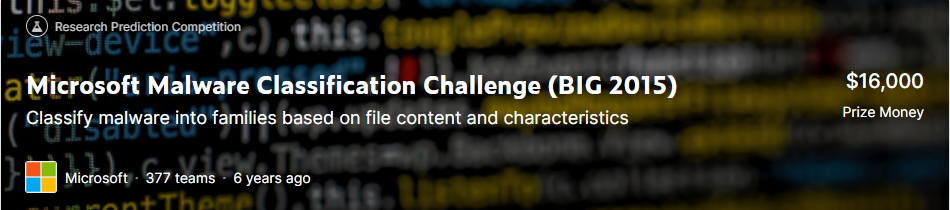 Research Prediction Competition
Microsoft Malware Classification Challenge (BIG 2015)
$16,000
Classify malware into families based on file content and characteristics
Prize Money
Microsoft · 377 teams · 6 years ago